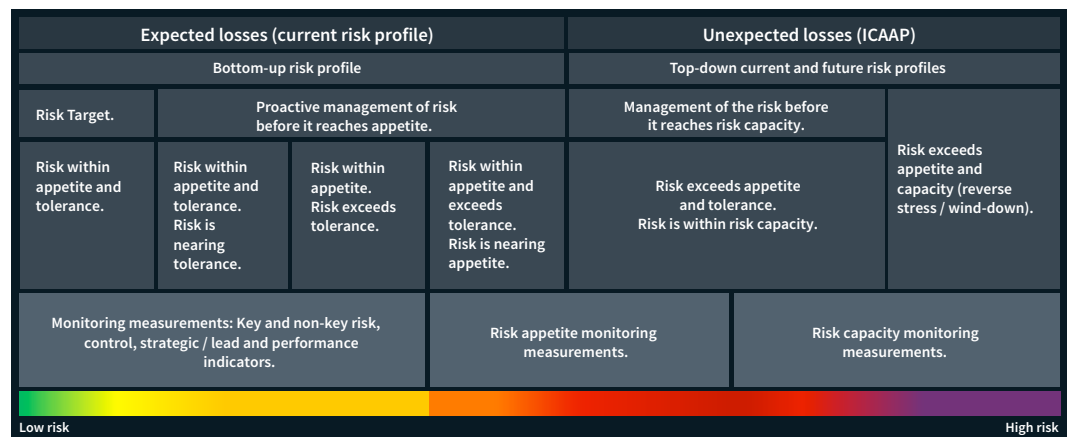 Expected losses (current risk profile)
Unexpected losses (ICAAP)
Bottom-up risk profile
Top-down current and future risk profiles
Risk Target.
Proactive management of risk
before it reaches appetite.
Management of the risk before
it reaches risk capacity.
Risk exceeds
appetite and
capacity (reverse
stress / wind-down).
Risk within
appetite and
tolerance.
Risk within
appetite and
tolerance.
Risk is
nearing
tolerance.
Risk within
appetite.
Risk exceeds
tolerance.
Risk within
appetite and
exceeds
tolerance.
Risk is nearing
appetite.
Risk exceeds appetite
and tolerance.
Risk is within risk capacity.
Monitoring measurements: Key and non-key risk,
control, strategic / lead and performance
indicators.
Risk appetite monitoring
measurements.
Risk capacity monitoring
measurements.
Low risk
High risk